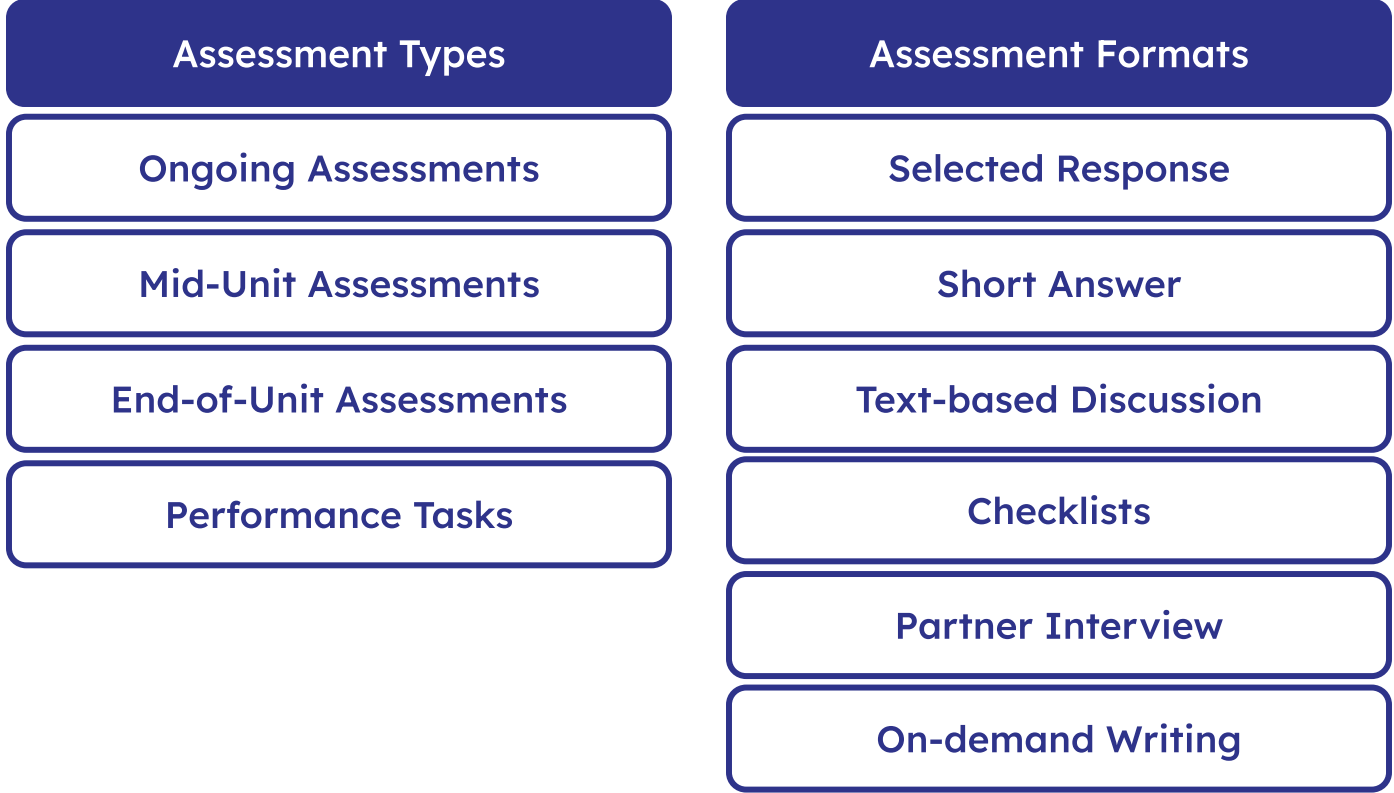 Assessment Types
Ongoing Assessments
Mid-Unit Assessments
End-of-Unit Assessments
Performance Tasks
Assessment Formats
Selected Response
Short Answer
Text-based Discussion
Checklists
Partner Interview
On-demand Writing